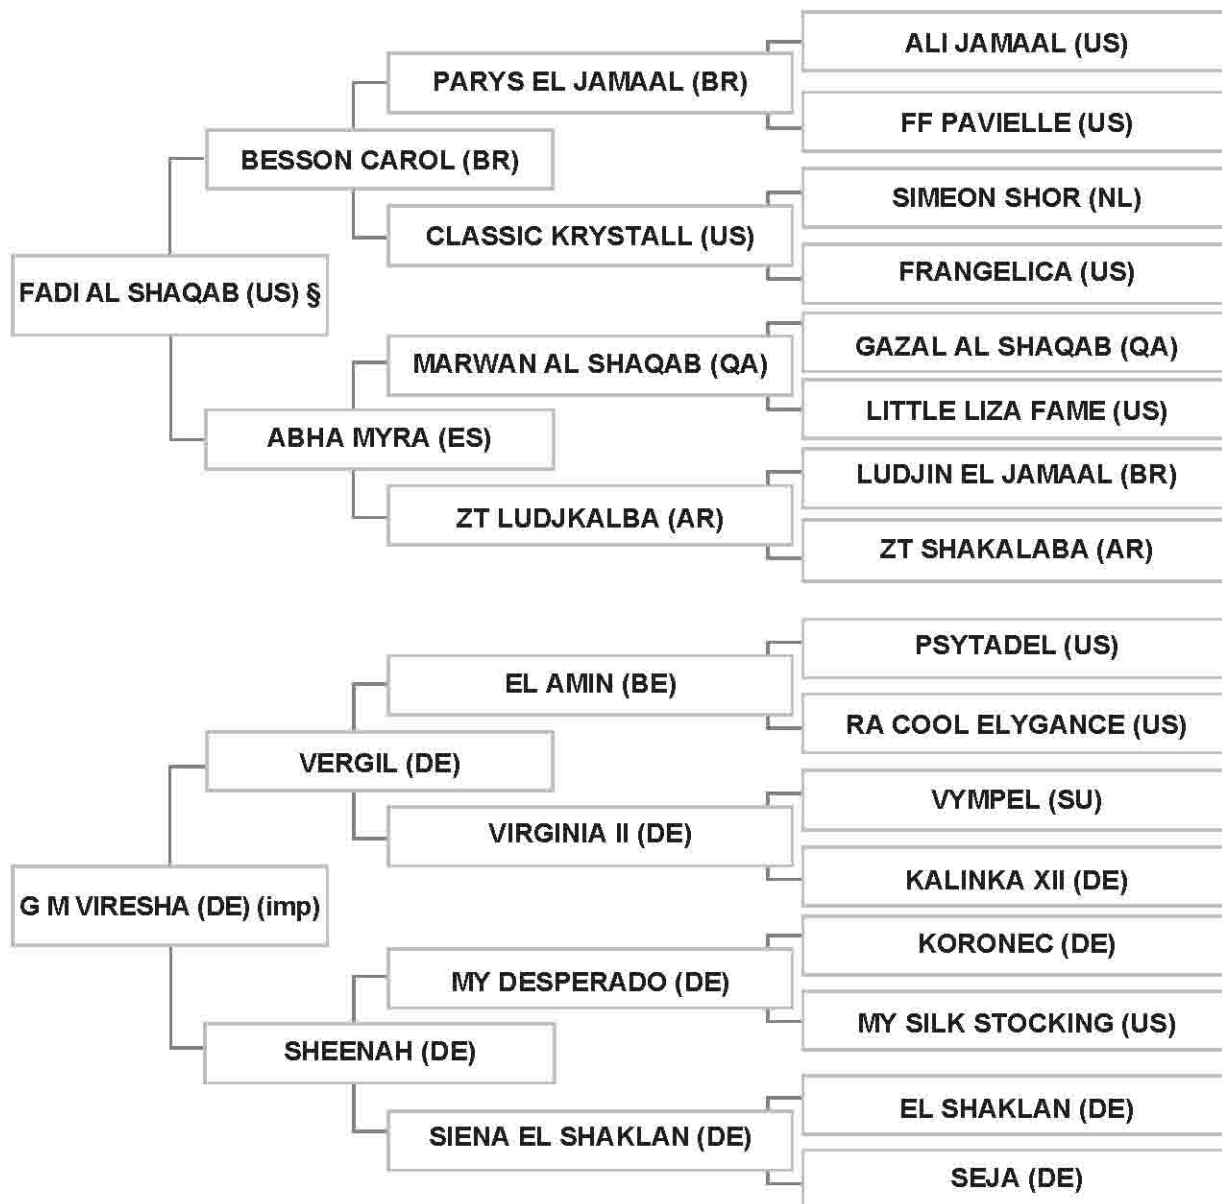 ALI JAMAAL (US)
PARYS EL JAMAAL (BR)
FF PAVIELLE (US)
BESSON CAROL (BR)
SIMEON SHOR (NL)
CLASSIC KRYSTALL (US)
FRANGELICA (US)
FADI AL SHAQAB (US) §
GAZAL AL SHAQAB (QA)
MARWAN AL SHAQAB (QA)
LITTLE LIZA FAME (US)
ABHA MYRA (ES)
LUDJIN EL JAMAAL (BR)
ZT LUDJKALBA (AR)
ZT SHAKALABA (AR)
PSYTADEL (US)
EL AMIN (BE)
RA COOL ELYGANCE (US)
VERGIL (DE)
VYMPEL (SU)
VIRGINIA II (DE)
KALINKA XII (DE)
G M VIRESHA (DE) (imp)
KORONEC (DE)
MY DESPERADO (DE)
MY SILK STOCKING (US)
SHEENAH (DE)
EL SHAKLAN (DE)
SIENA EL SHAKLAN (DE)
SEJA (DE)